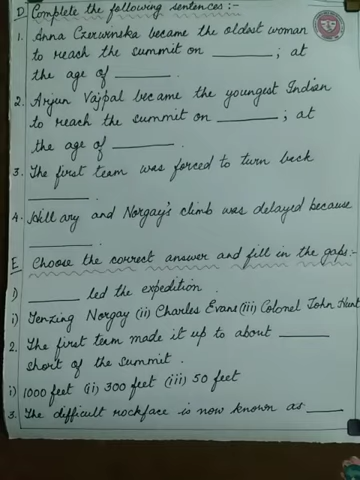 D Complete the following sentences :-
1. Anna Czerwinska became the oldest woman
to reach the summit on ________ ; at
the age of ________ .
2. Arjun Vajpal became the youngest Indian
to reach the summit on ________ ; at
the age of ________ .
3. The first team was forced to turn back
________ .
4. Hill ary and Norgay's climb was delayed because
________ .
E Choose the correct answer and fill in the gaps:-
1) ________ led the expedition .
i) Tenzing Norgay (ii) Charles Evans (iii) Colonel John Hunt
2. The first team made it up to about ________
short of the summit .
i) 1000 feet (ii) 300 feet (iii) 50 feet
3. The difficult rockface is now known as ________